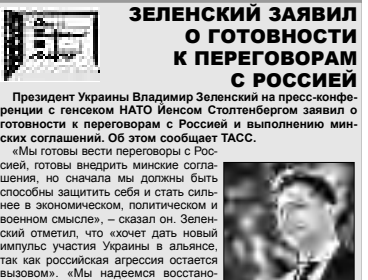 ЗЕЛЕНСКИЙ ЗАЯВИЛ
О ГОТОВНОСТИ
К ПЕРЕГОВОРАМ
С РОССИЕЙ
Президент Украины Владимир Зеленский на пресс-конфе-
ренции с генсеком НАТО Йенсом Столтенбергом заявил о
готовности к переговорам с Россией и выполнению мин-
ских соглашений. Об этом сообщает ТАСС.
«Мы готовы вести переговоры с Рос-
сией, готовы внедрить минские согла-
шения, но сначала мы должны быть
способны защитить себя и стать силь-
нее в экономическом, политическом и
военном смысле», – сказал он. Зелен-
ский отметил, что «хочет дать новый
импульс участия Украины в альянсе,
так как российская агрессия остается
вызовом». «Мы надеемся восстано-